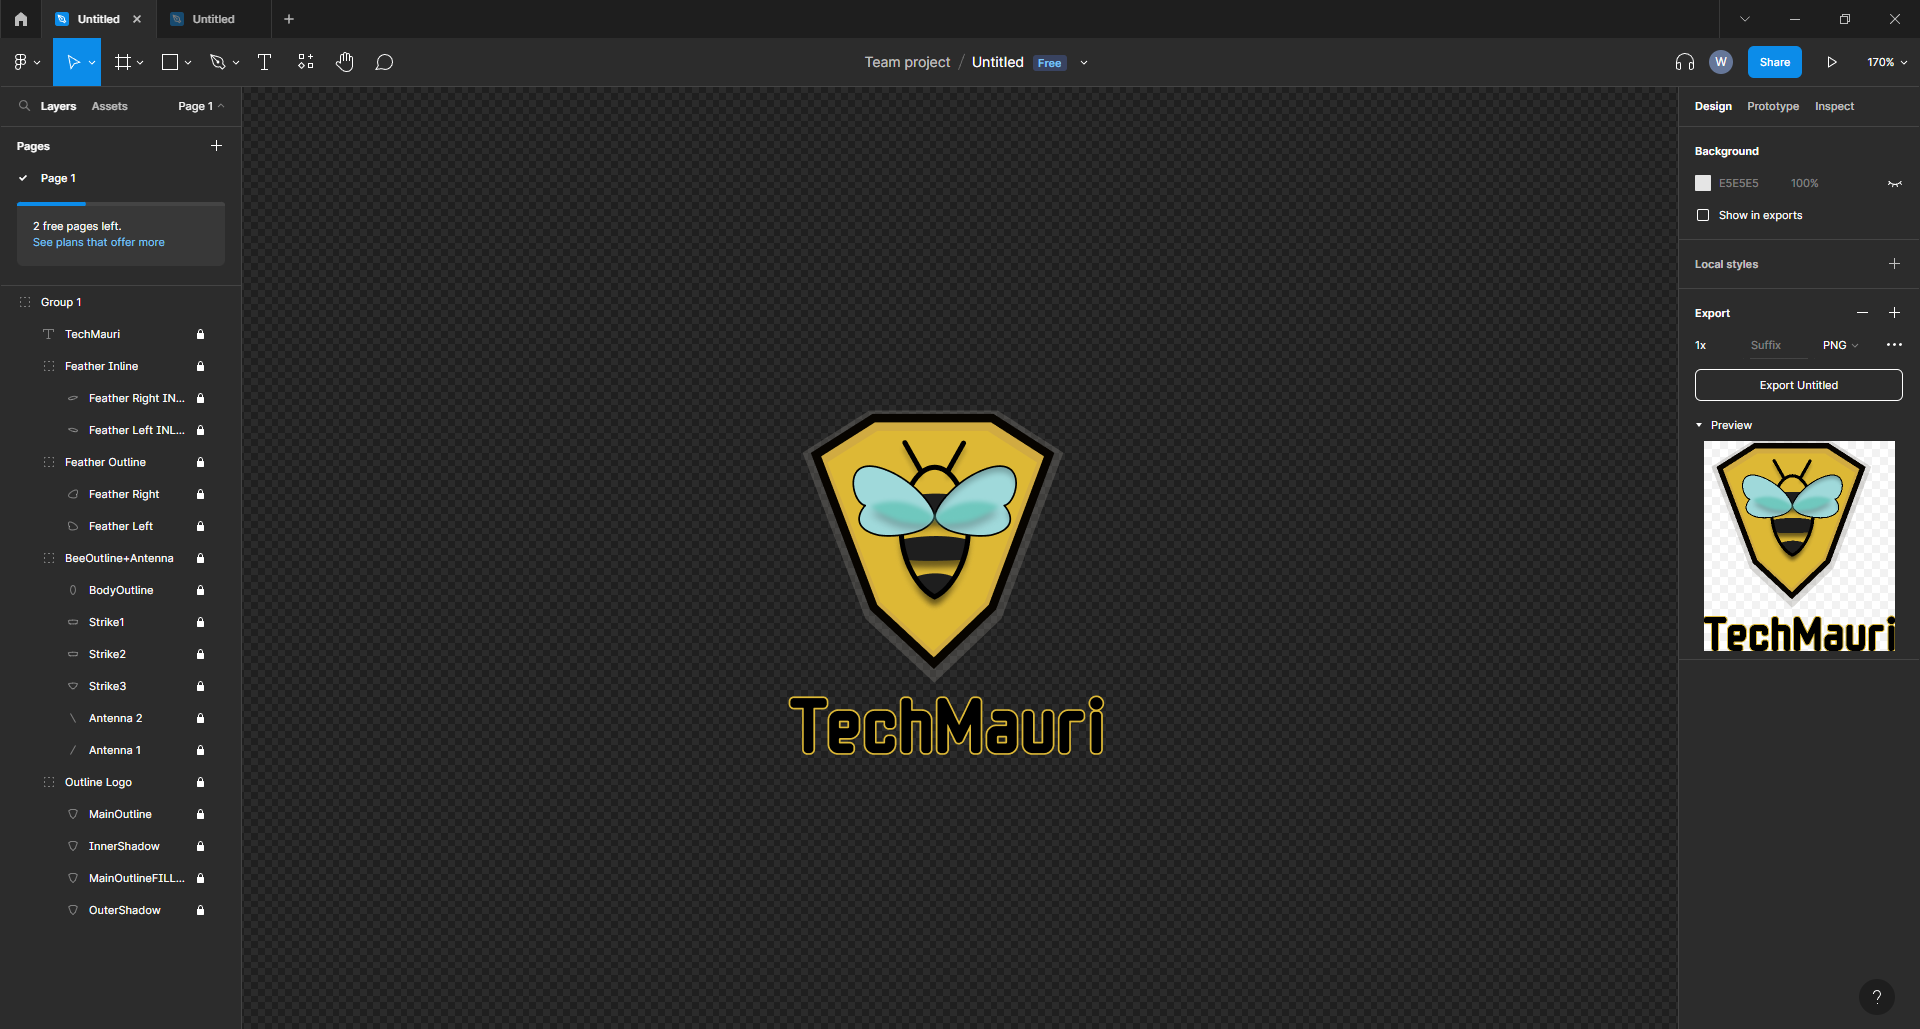 Untitled
Untitled
Team project / Untitled Free
W
Share
170%
Layers
Assets
Page 1
Pages
Page 1
2 free pages left.
See plans that offer more
Group 1
TechMauri
Feather Inline
Feather Right IN...
Feather Left INL...
Feather Outline
Feather Right
Feather Left
BeeOutline+Antenna
BodyOutline
Strike1
Strike2
Strike3
Antenna 2
Antenna 1
Outline Logo
MainOutline
InnerShadow
MainOutlineFILL...
OuterShadow
TechMauri
Design
Prototype
Inspect
Background
E5E5E5
100%
Show in exports
Local styles
Export
1x
Suffix
PNG
Export Untitled
Preview
TechMauri
?